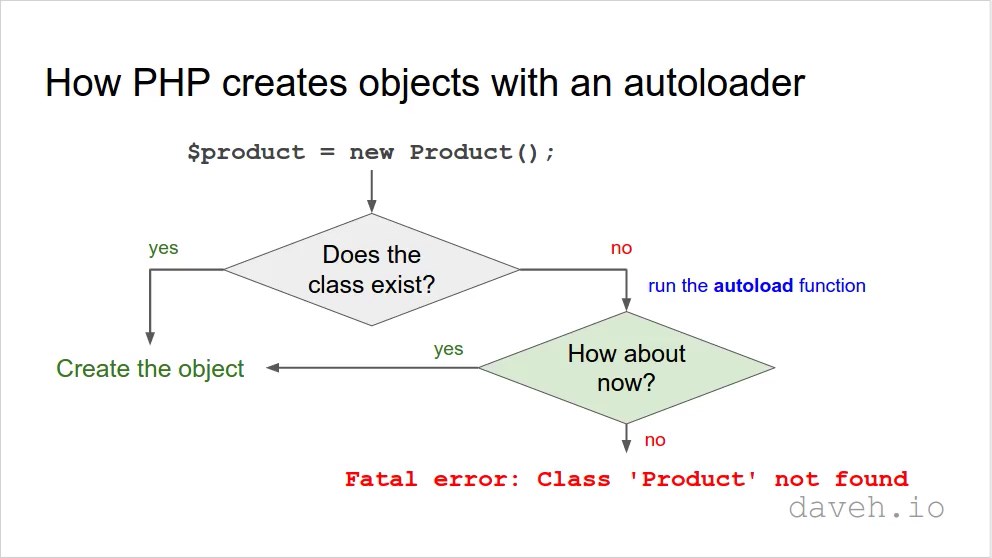 How PHP creates objects with an autoloader
$product = new Product();
Does the
class exist?
yes
no
run the autoload function
How about
now?
yes
Create the object
no
Fatal error: Class 'Product' not found
daveh.io